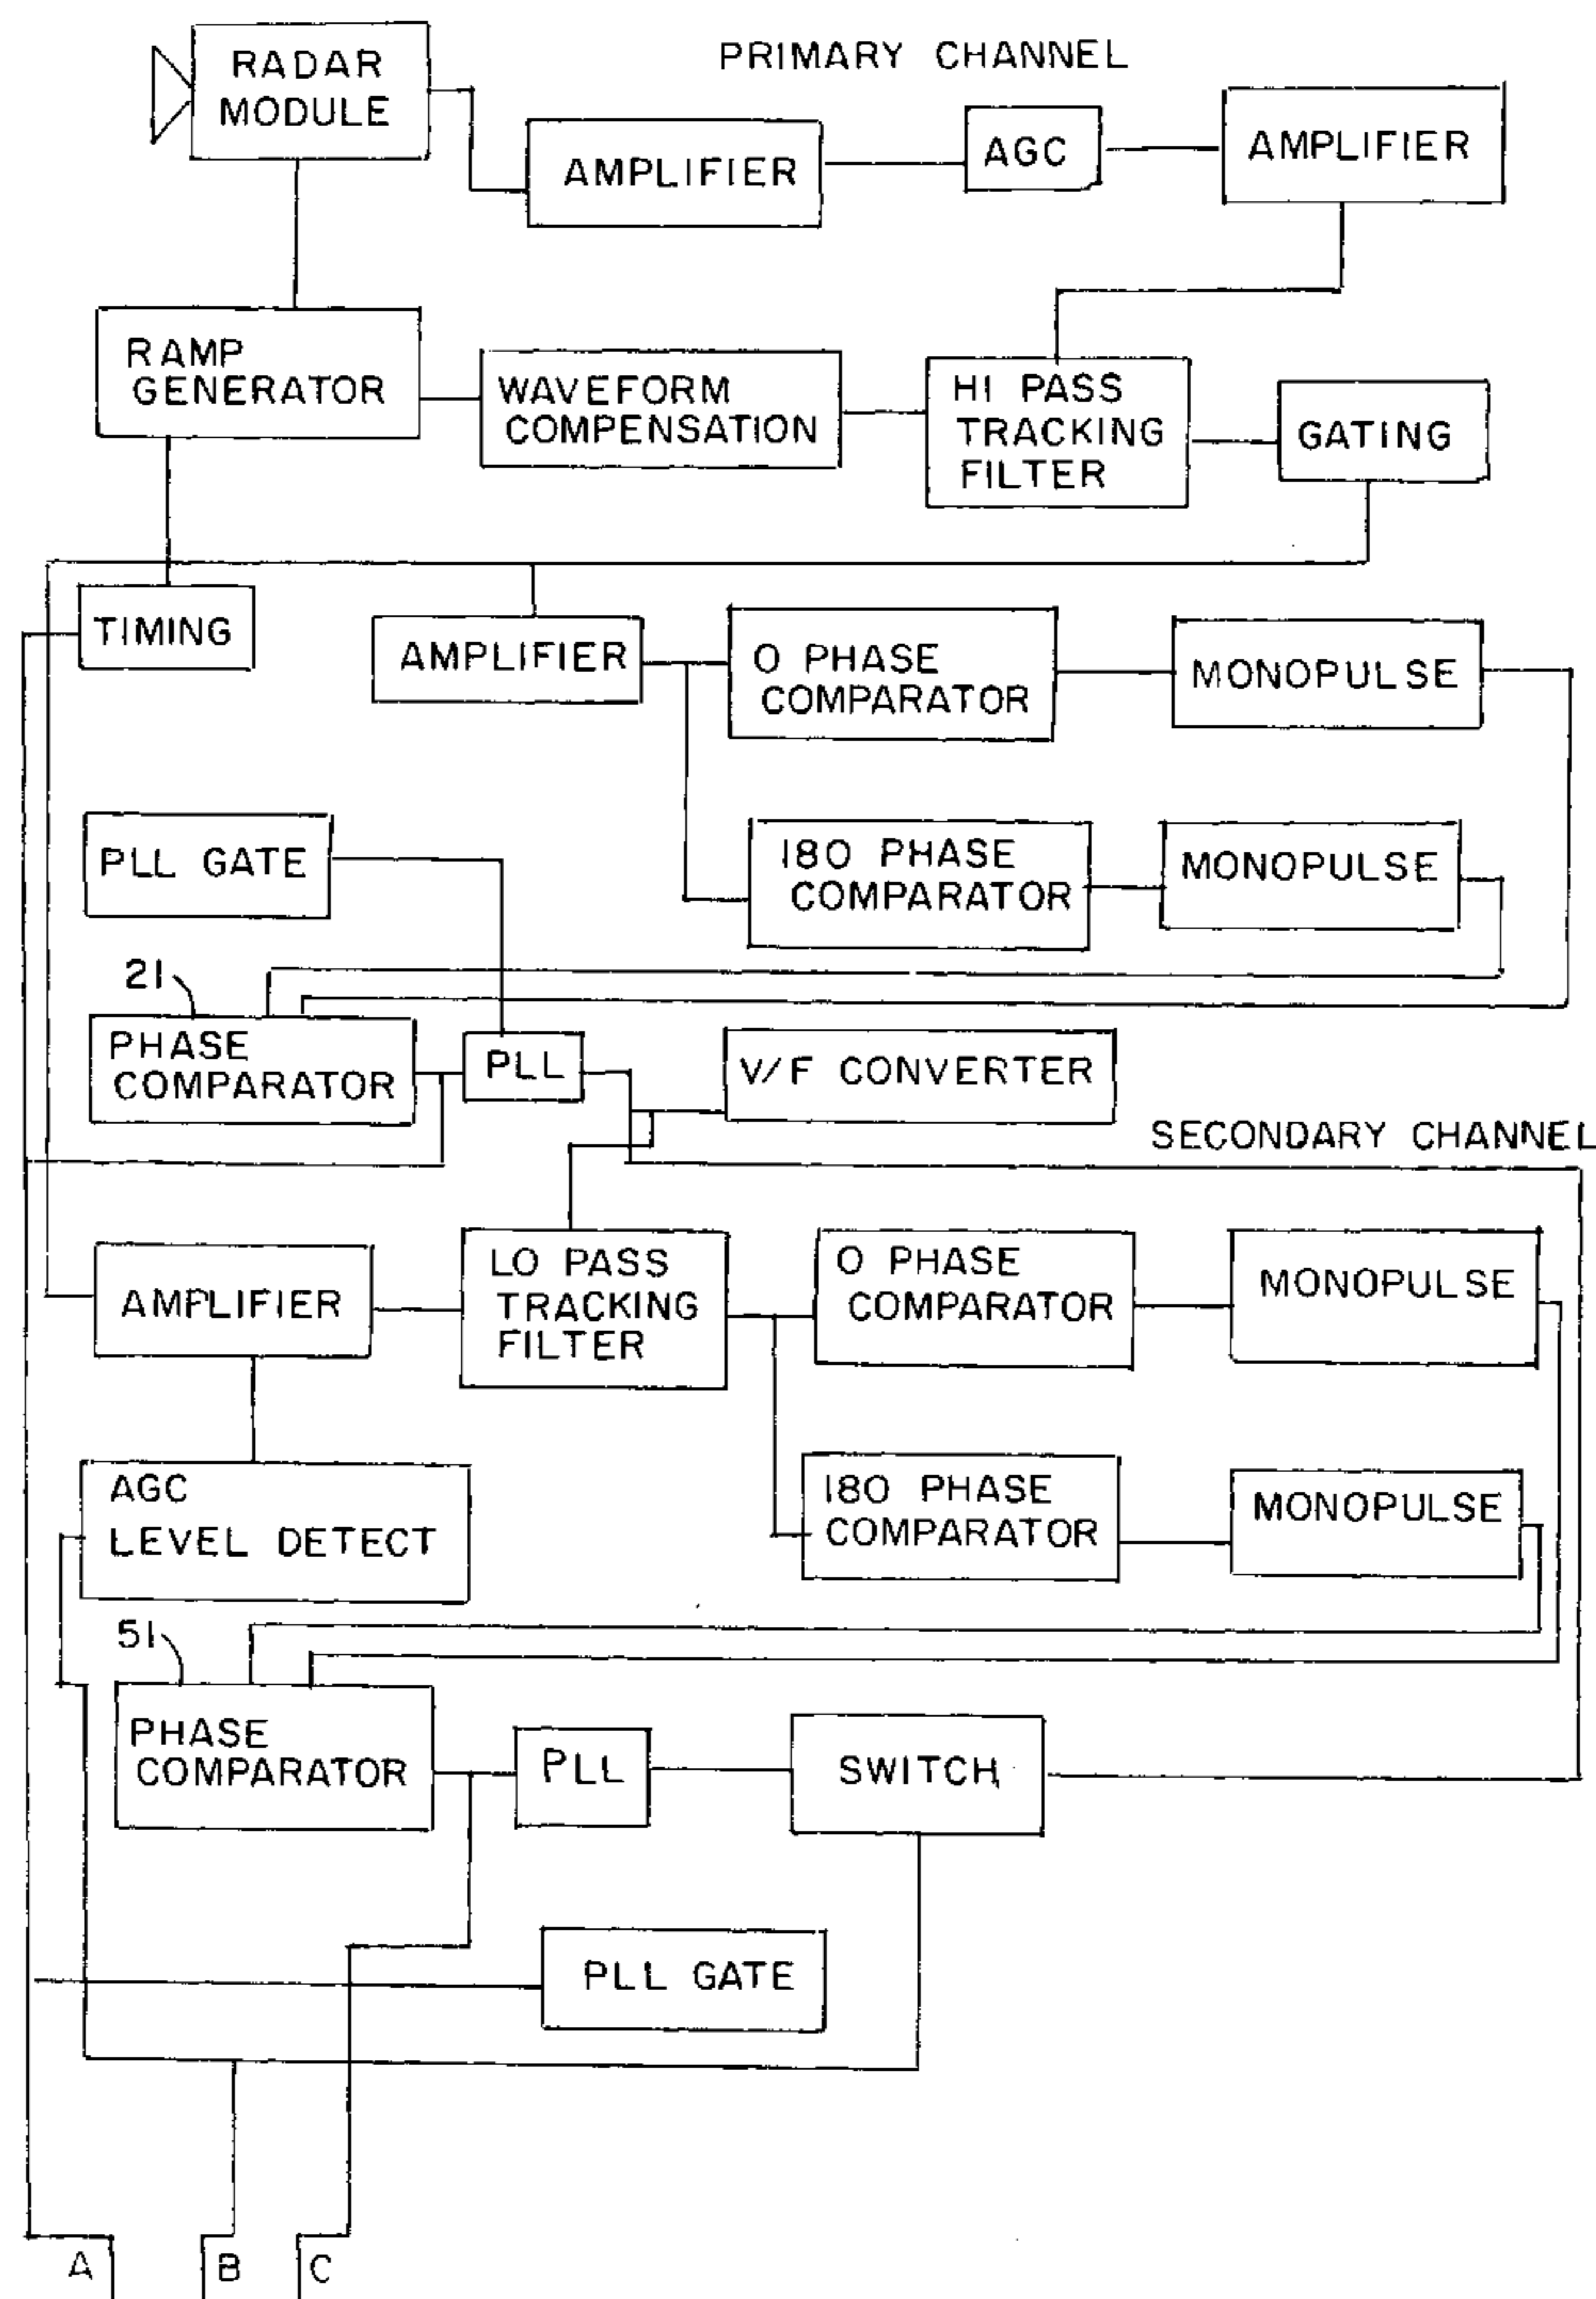 PRIMARY CHANNEL
RADAR
MODULE
AMPLIFIER
AGC
AMPLIFIER
RAMP
GENERATOR
WAVEFORM
COMPENSATION
HI PASS
TRACKING
FILTER
GATING
TIMING
AMPLIFIER
O PHASE
COMPARATOR
MONOPULSE
PLL GATE
180 PHASE
COMPARATOR
MONOPULSE
21
PHASE
COMPARATOR
PLL
V/F CONVERTER
SECONDARY CHANNEL
AMPLIFIER
LO PASS
TRACKING
FILTER
O PHASE
COMPARATOR
MONOPULSE
AGC
LEVEL DETECT
180 PHASE
COMPARATOR
MONOPULSE
51
PHASE
COMPARATOR
PLL
SWITCH
PLL GATE
A
B
C